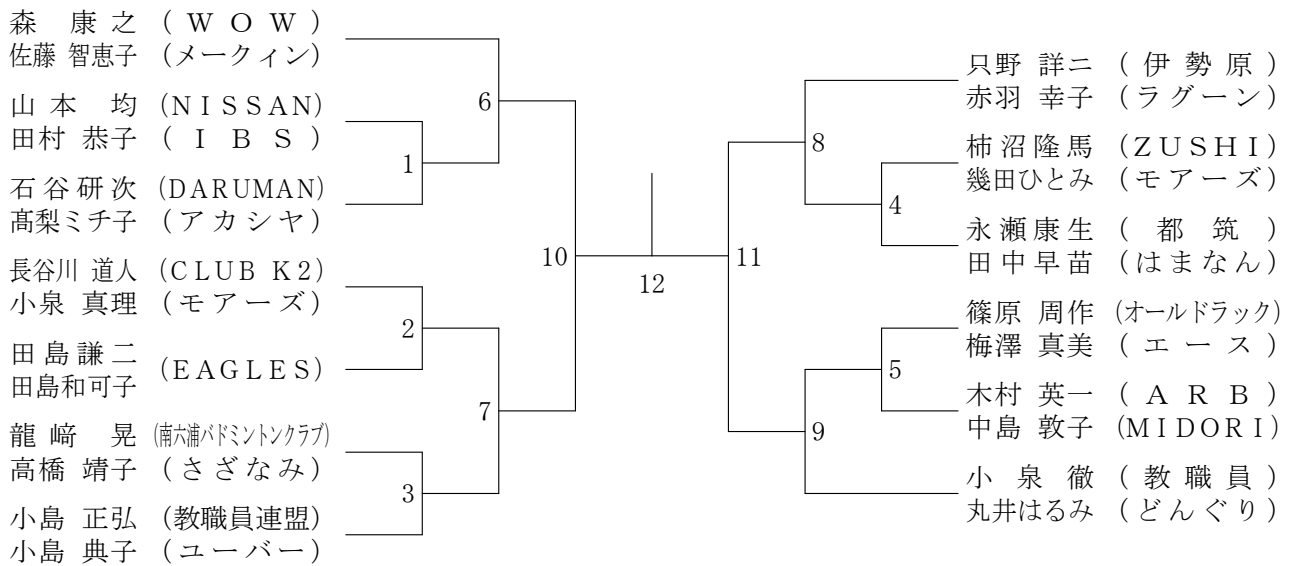 森 康之 (WOW)
佐藤 智恵子 (メークィン)
山本 均 (NISSAN)
田村 恭子 (IBS)
石谷研次 (DARUMAN)
髙梨ミチ子 (アカシヤ)
長谷川 道人 (CLUB K2)
小泉 真理 (モアーズ)
田島謙二
(EAGLES)
田島和可子
龍﨑 晃 (南六浦バドミントンクラブ)
高橋 靖子 (さざなみ)
小島 正弘 (教職員連盟)
小島 典子 (ユーバー)
6
1
10
2
7
3
12
只野 詳二 (伊勢原)
赤羽 幸子 (ラグーン)
柿沼隆馬 (ZUSHI)
幾田ひとみ (モアーズ)
永瀬康生 (都筑)
田中早苗 (はまなん)
篠原 周作 (オールドラック)
梅澤 真美 (エース)
木村 英一 (ARB)
中島 敦子 (MIDORI)
小泉 徹 (教職員)
丸井はるみ (どんぐり)
8
4
11
5
9